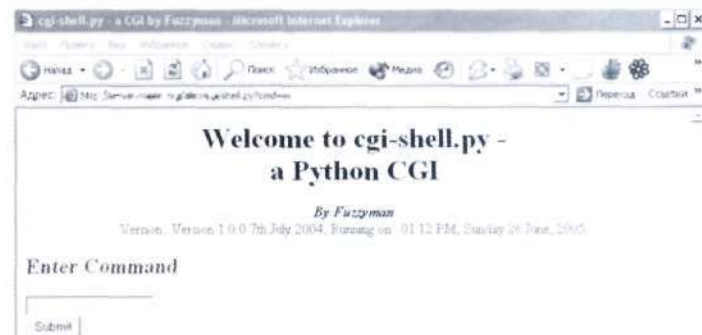 cgi-shell.py - a CGI by Fuzzyman - Microsoft Internet Explorer
Назад Поиск Избранное Медиа
Адрес: Переход Ссылки »
Welcome to cgi-shell.py -
a Python CGI
By Fuzzyman
Version : Version 1.0.0 7th July 2004, Running on : 01:12 PM, Sunday 26 June, 2005
Enter Command
Submit